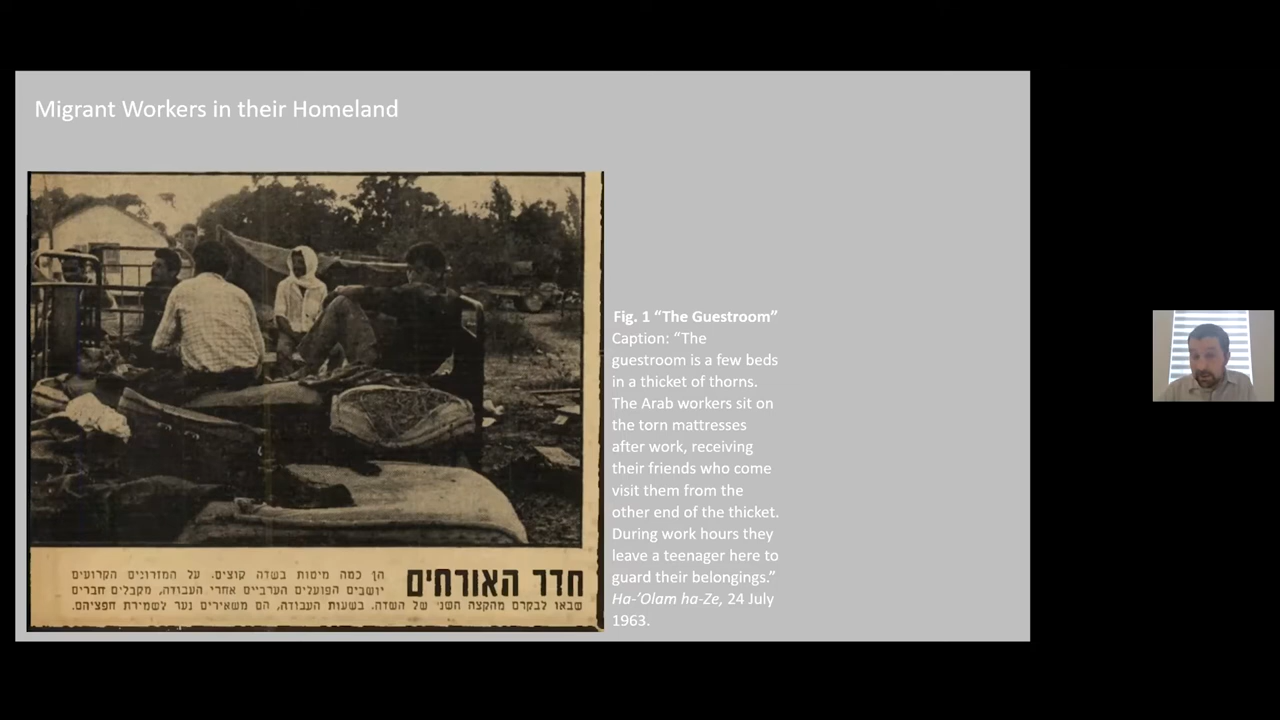 Migrant Workers in their Homeland
חדר האורחים
הן כמה מיטות בשדה קוצים. על המזרונים הקרועים
יושבים הפועלים הערביים אחרי העבודה, מקבלים חברים
שבאו לבקרם מהקצה השני של השדה. בשעות העבודה, הם משאירים נער לשמירת חפציהם.
Fig. 1 “The Guestroom”
Caption: “The
guestroom is a few beds
in a thicket of thorns.
The Arab workers sit on
the torn mattresses
after work, receiving
their friends who come
visit them from the
other end of the thicket.
During work hours they
leave a teenager here to
guard their belongings.”
Ha-‘Olam ha-Ze, 24 July
1963.